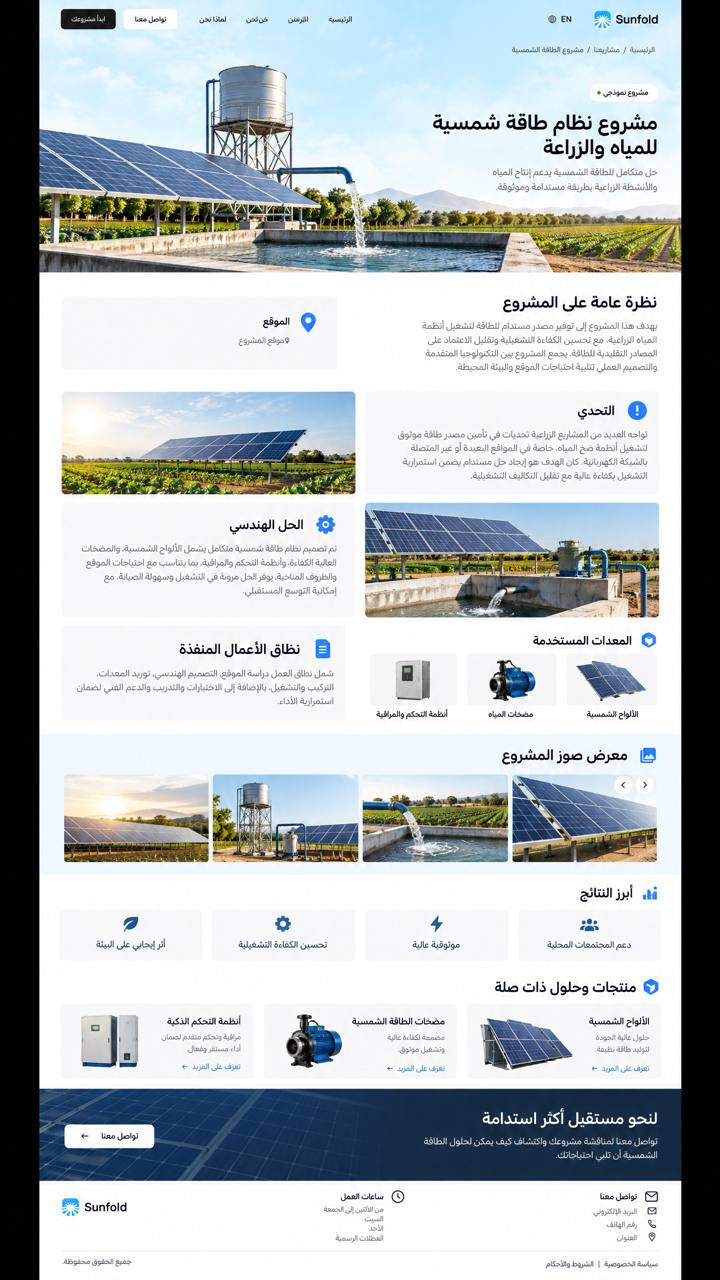 Sunfold
EN
الرئيسية
لماذا نحن
تواصل معنا
ابدأ مشروعك
الرئيسية / مشاريعنا / مشروع الطاقة الشمسية
مشروع نموذجي
مشروع نظام طاقة شمسية
للمياه والزراعة
حل متكامل للطاقة الشمسية يدعم إنتاج المياه
والأنشطة الزراعية بطريقة مستدامة وموثوقة.
نظرة عامة على المشروع
يهدف هذا المشروع إلى توفير مصدر مستدام للطاقة لتشغيل أنظمة
المياه الزراعية، مع تحسين الكفاءة التشغيلية وتقليل الاعتماد على
المصادر التقليدية للطاقة. يجمع المشروع بين التكنولوجيا المتقدمة
والتصميم العملي لتلبية احتياجات الموقع والبيئة المحيطة.
الموقع
موقع المشروع
التحدي
تواجه العديد من المشاريع الزراعية تحديات في تأمين مصدر طاقة موثوق
لتشغيل أنظمة ضخ المياه، خاصة في المواقع البعيدة أو غير المتصلة
بالشبكة الكهربائية. كان الهدف هو إيجاد حل مستدام يضمن استمرارية
التشغيل بكفاءة عالية مع تقليل التكاليف التشغيلية.
الحل الهندسي
تم تصميم نظام طاقة شمسية متكامل يشمل الألواح الشمسية، والمضخات
العالية الكفاءة، وأنظمة التحكم والمراقبة، بما يتناسب مع احتياجات الموقع
والظروف المناخية. يوفر الحل مرونة في التشغيل وسهولة الصيانة، مع
إمكانية التوسع المستقبلي.
المعدات المستخدمة
الألواح الشمسية
مضخات المياه
أنظمة التحكم والمراقبة
نظاق الأعمال المنفذة
شمل نطاق العمل دراسة الموقع، التصميم الهندسي، توريد المعدات،
التركيب والتشغيل، بالإضافة إلى الاختبارات والتدريب والدعم الفني لضمان
استمرارية الأداء.
معرض صوز المشروع
أبرز النتائج
دعم المجتمعات المحلية
موثوقية عالية
تحسين الكفاءة التشغيلية
أثر إيجابي على البيئة
منتجات وحلول ذات صلة
الألواح الشمسية
حلول عالية الجودة
لتوليد طاقة نظيفة.
تعرف على المزيد ←
مضخات الطاقة الشمسية
مصممة لكفاءة عالية
وتشغيل موثوق.
تعرف على المزيد ←
أنظمة التحكم الذكية
مراقبة وتحكم متقدم لضمان
أداء مستقر وفعال.
تعرف على المزيد ←
لنحو مستقبل أكثر استدامة
تواصل معنا لمناقشة مشروعك واكتشاف كيف يمكن لحلول الطاقة
الشمسية أن تلبي احتياجاتك.
تواصل معنا ←
تواصل معنا
البريد الإلكتروني
رقم الهاتف
العنوان
ساعات العمل
من الاثنين إلى الجمعة
السبت
الأحد
العطلات الرسمية
Sunfold
سياسة الخصوصية | الشروط والأحكام
جميع الحقوق محفوظة.